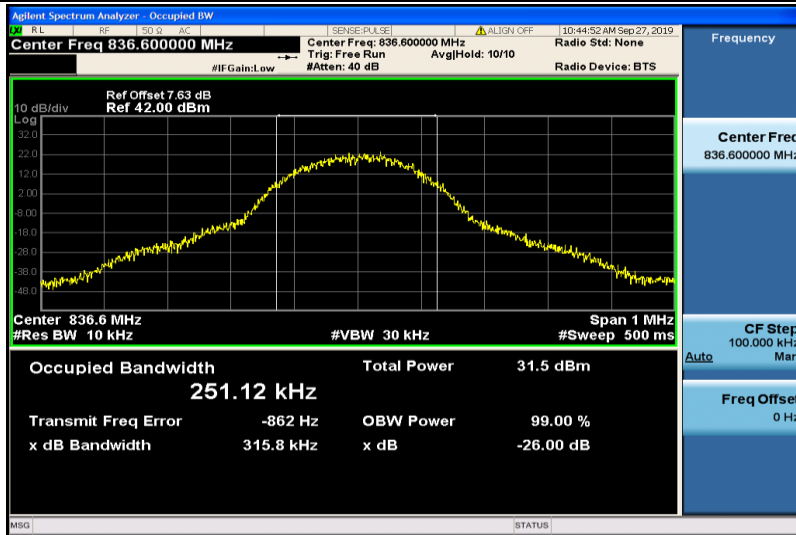 Agilent Spectrum Analyzer - Occupied BW
LXI RL RF 50 Ω AC SENSE:PULSE ALIGN OFF 10:44:52 AM Sep 27, 2019
Center Freq 836.600000 MHz
Center Freq: 836.600000 MHz
Radio Std: None
Trig: Free Run Avg|Hold: 10/10
#IFGain:Low #Atten: 40 dB Radio Device: BTS
Ref Offset 7.63 dB
10 dB/div Ref 42.00 dBm
Log
32.0
22.0
12.0
2.00
-8.00
-18.0
-28.0
-38.0
-48.0
Center 836.6 MHz Span 1 MHz
#Res BW 10 kHz #VBW 30 kHz #Sweep 500 ms
Occupied Bandwidth Total Power 31.5 dBm
251.12 kHz
Transmit Freq Error -862 Hz OBW Power 99.00 %
x dB Bandwidth 315.8 kHz x dB -26.00 dB
MSG STATUS
Frequency
Center Freq
836.600000 MHz
CF Step
100.000 kHz
Auto Man
Freq Offset
0 Hz